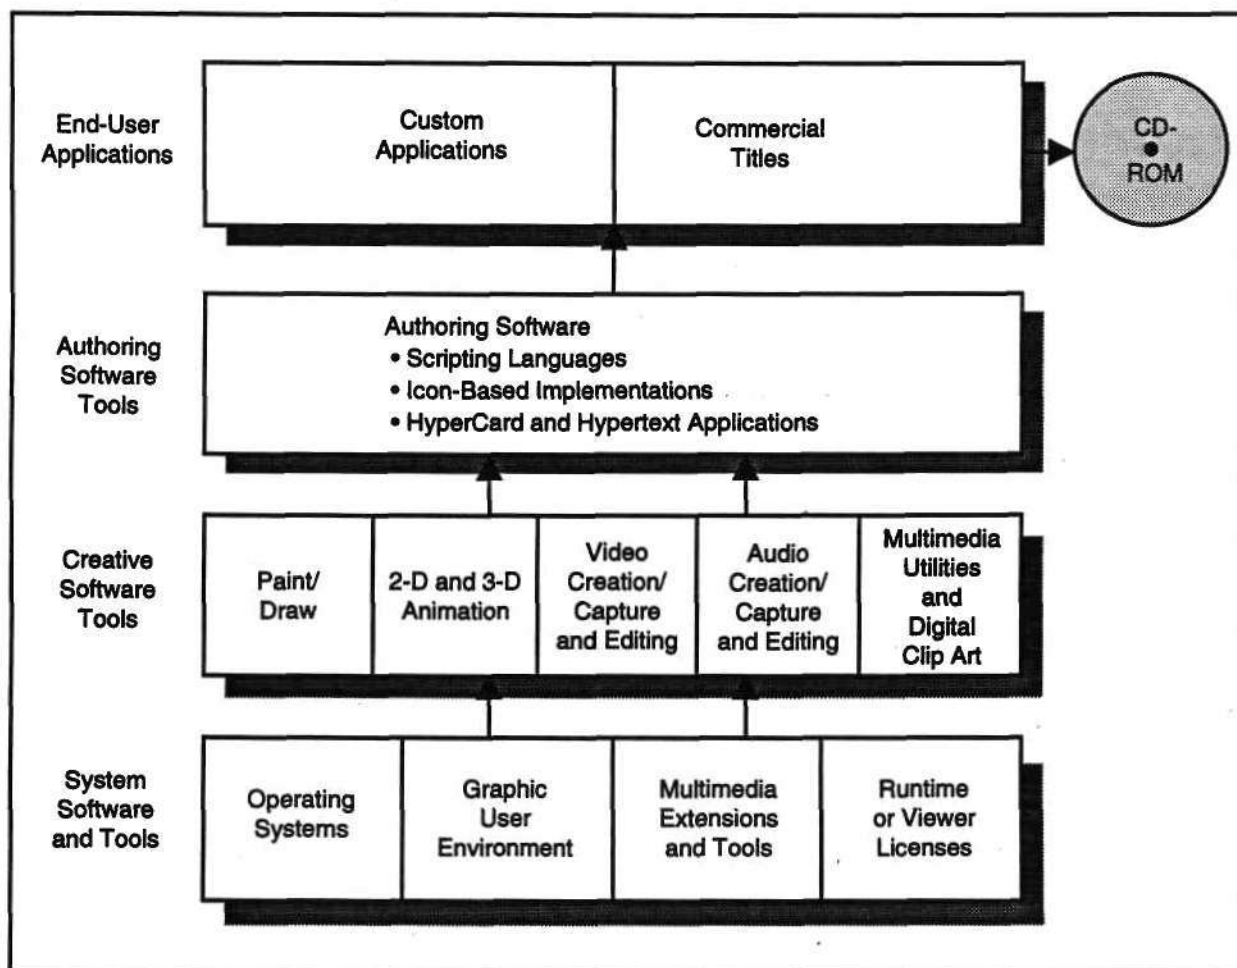 End-User
Applications
Custom
Applications
Commercial
Titles
CD-
ROM
Authoring
Software
Tools
Authoring Software
• Scripting Languages
• Icon-Based Implementations
• HyperCard and Hypertext Applications
Creative
Software
Tools
Paint/
Draw
2-D and 3-D
Animation
Video
Creation/
Capture
and Editing
Audio
Creation/
Capture
and Editing
Multimedia
Utilities
and
Digital
Clip Art
System
Software
and Tools
Operating
Systems
Graphic
User
Environment
Multimedia
Extensions
and Tools
Runtime
or Viewer
Licenses